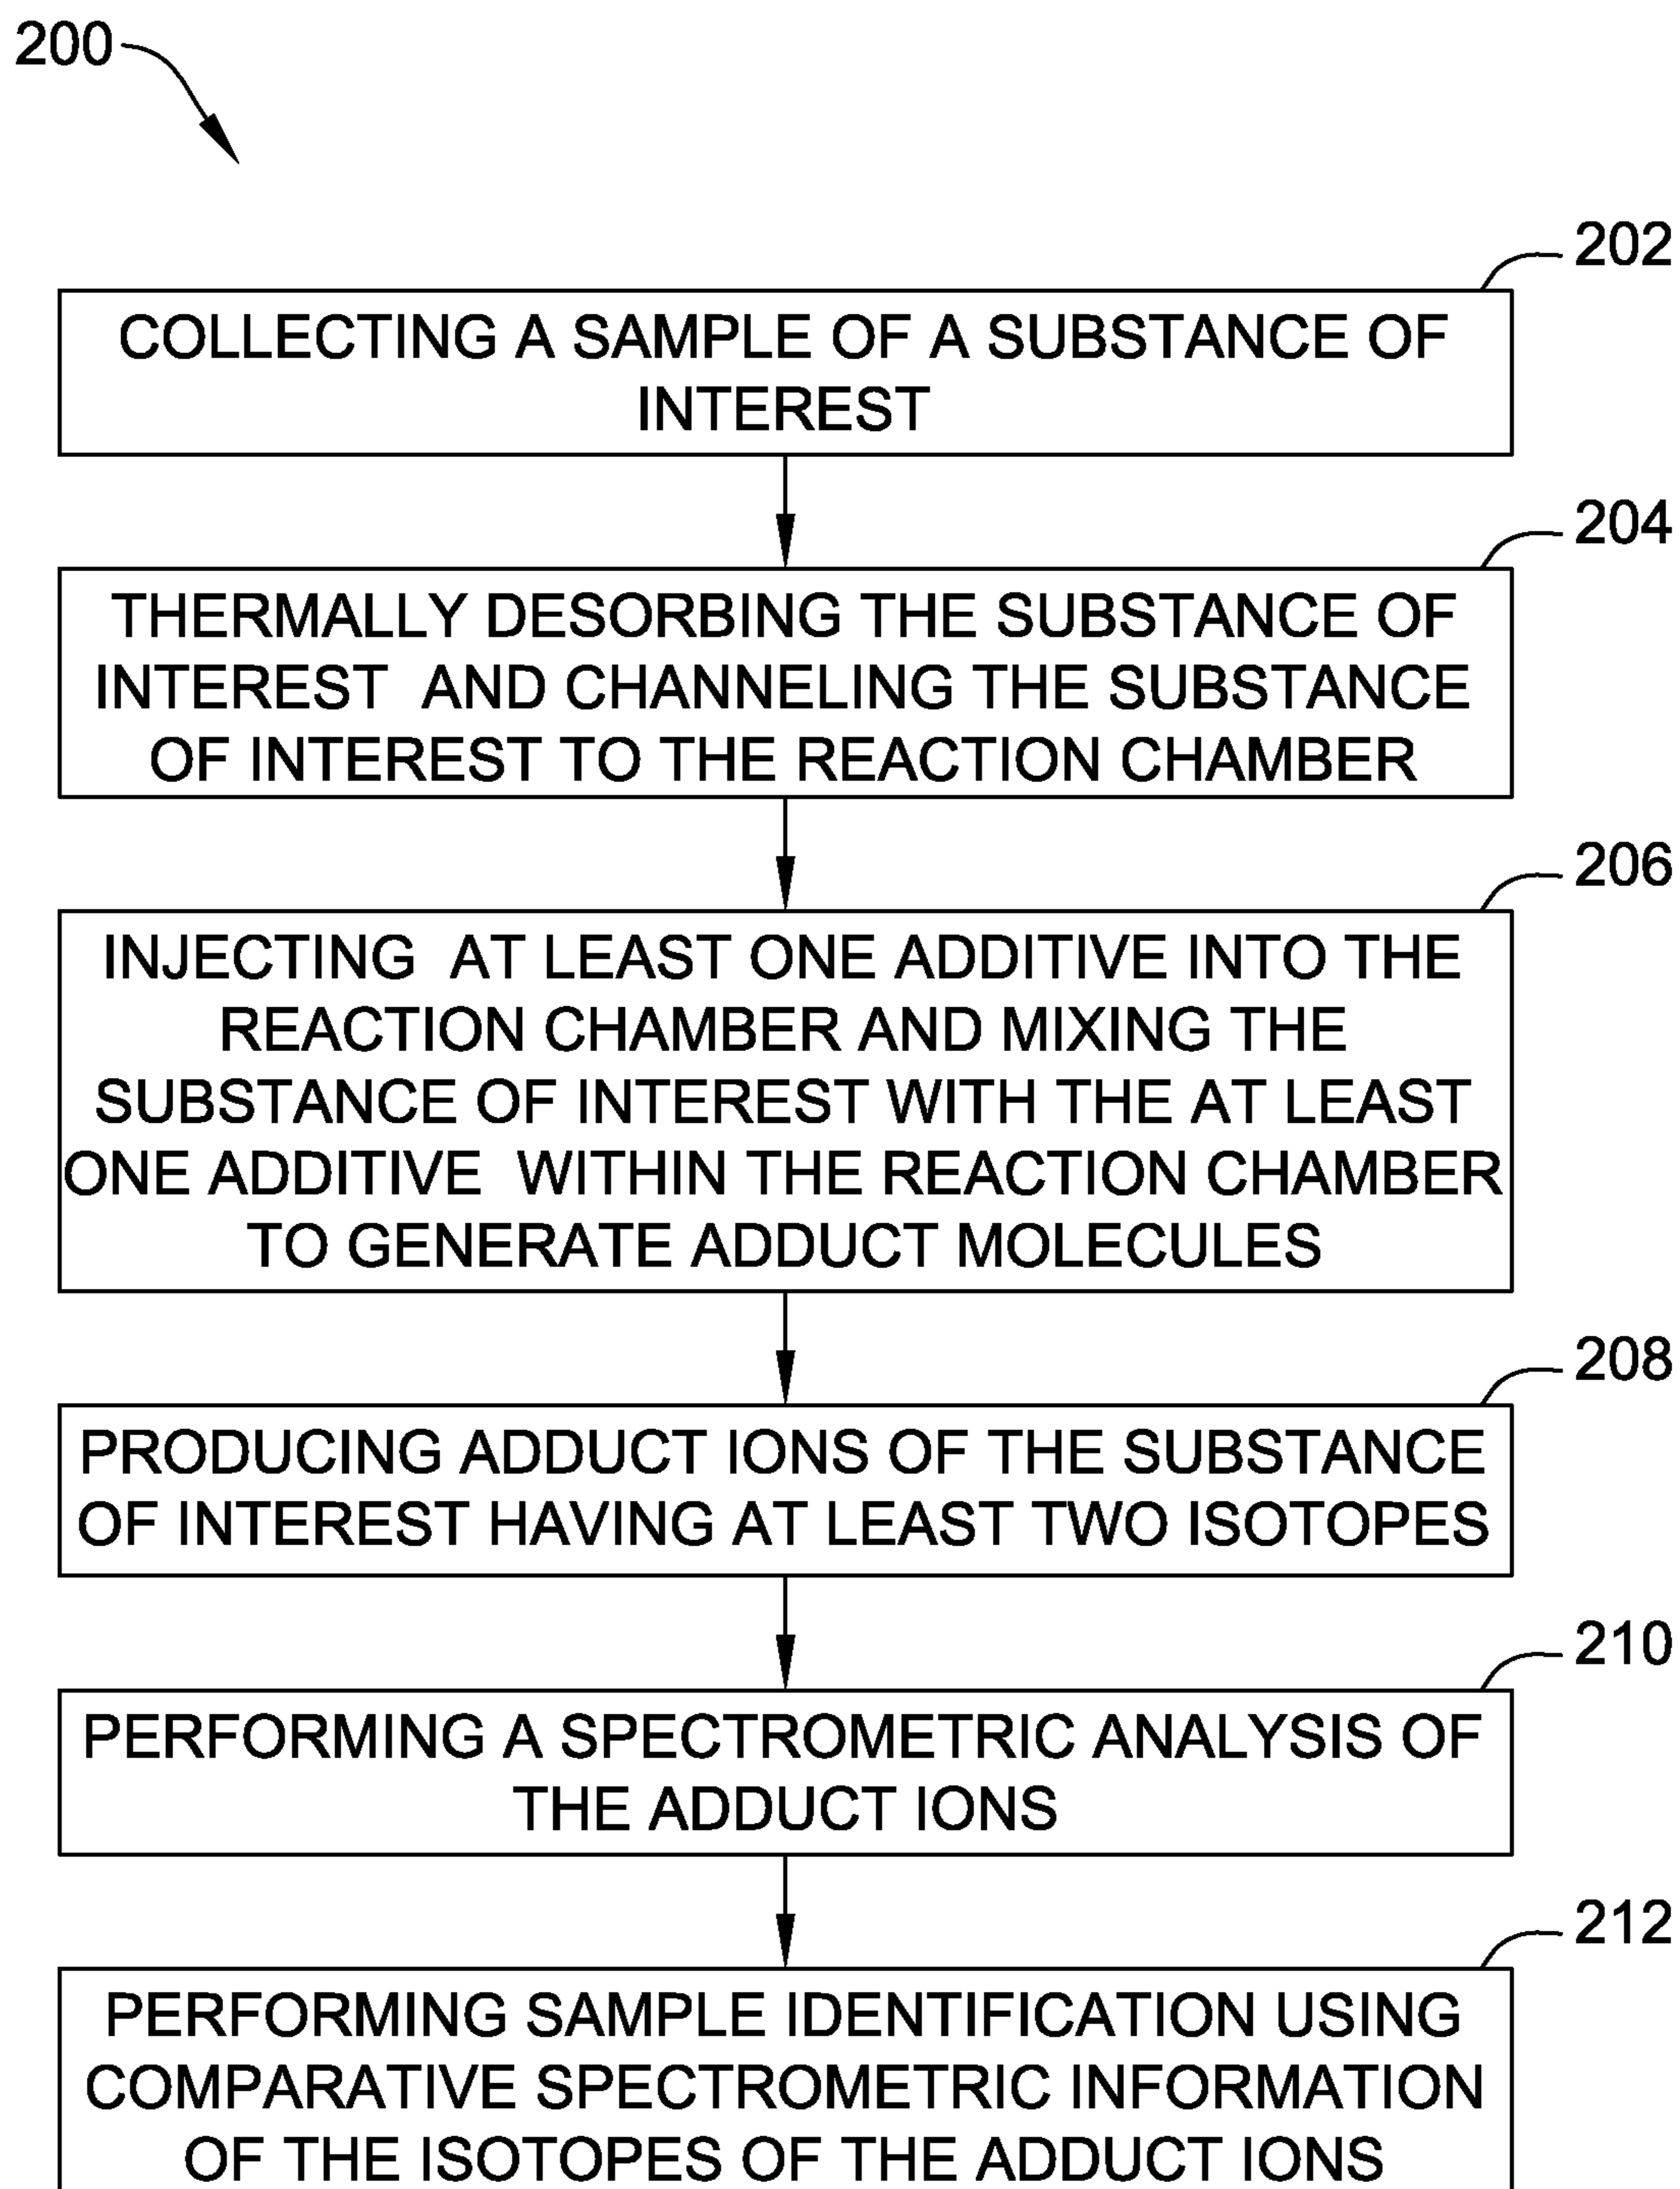 200
202
COLLECTING A SAMPLE OF A SUBSTANCE OF
INTEREST
204
THERMALLY DESORBING THE SUBSTANCE OF
INTEREST AND CHANNELING THE SUBSTANCE
OF INTEREST TO THE REACTION CHAMBER
206
INJECTING AT LEAST ONE ADDITIVE INTO THE
REACTION CHAMBER AND MIXING THE
SUBSTANCE OF INTEREST WITH THE AT LEAST
ONE ADDITIVE WITHIN THE REACTION CHAMBER
TO GENERATE ADDUCT MOLECULES
208
PRODUCING ADDUCT IONS OF THE SUBSTANCE
OF INTEREST HAVING AT LEAST TWO ISOTOPES
210
PERFORMING A SPECTROMETRIC ANALYSIS OF
THE ADDUCT IONS
212
PERFORMING SAMPLE IDENTIFICATION USING
COMPARATIVE SPECTROMETRIC INFORMATION
OF THE ISOTOPES OF THE ADDUCT IONS